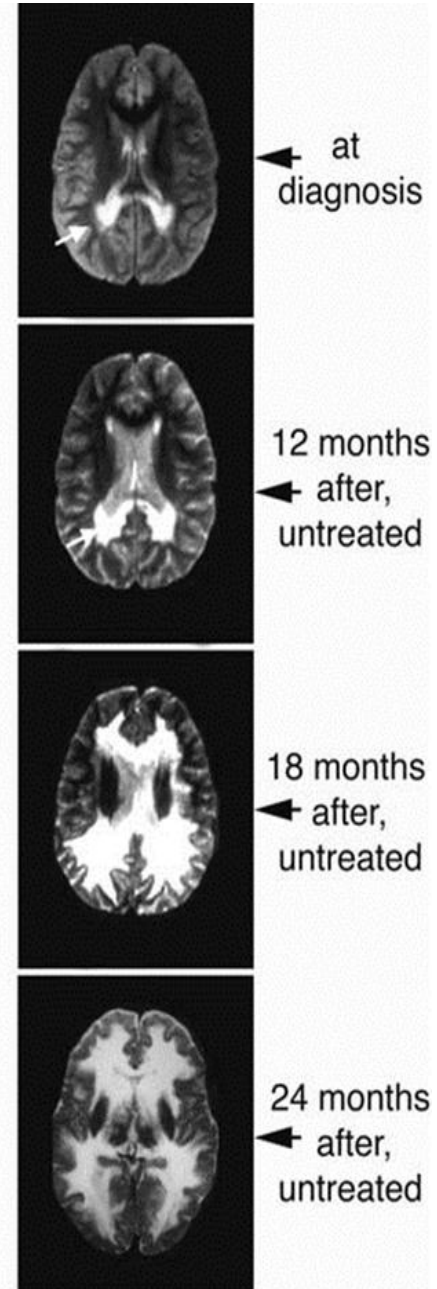 at
diagnosis
12 months
after,
untreated
18 months
after,
untreated
24 months
after,
untreated